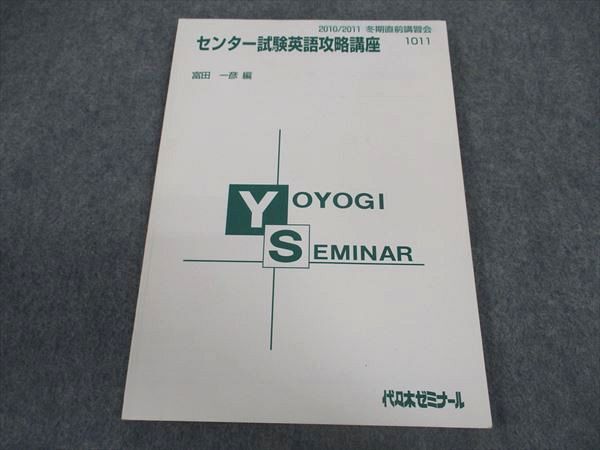 2010/2011 冬期直前講習会
センター試験英語攻略講座 1011
富田 一彦 編
YOYOGI
SEMINAR
代々木ゼミナール